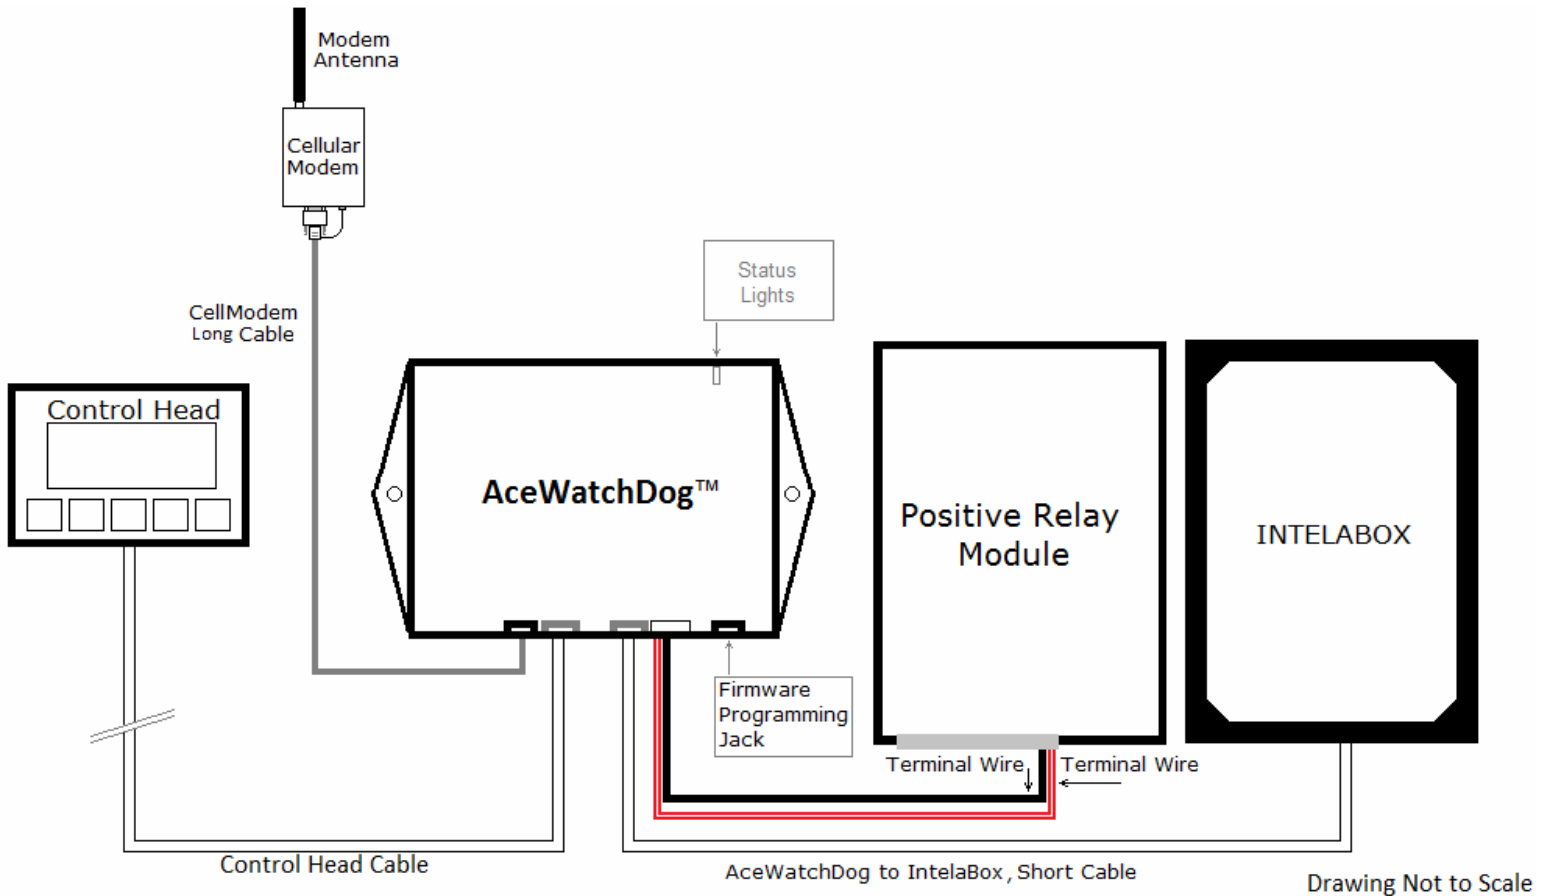 Modem
Antenna
Cellular
Modem
Status
Lights
CellModem
Long Cable
Control Head
AceWatchDog™
Positive Relay
Module
INTELABOX
Firmware
Programming
Jack
Terminal Wire
Terminal Wire
Control Head Cable
AceWatchDog to IntelaBox, Short Cable
Drawing Not to Scale